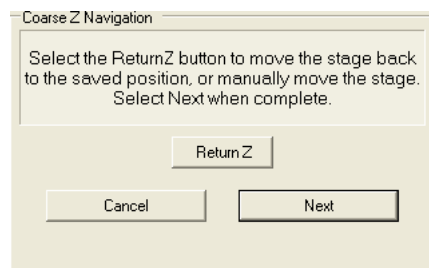 Coarse Z Navigation
Select the ReturnZ button to move the stage back
to the saved position, or manually move the stage.
Select Next when complete.
Return Z
Cancel Next